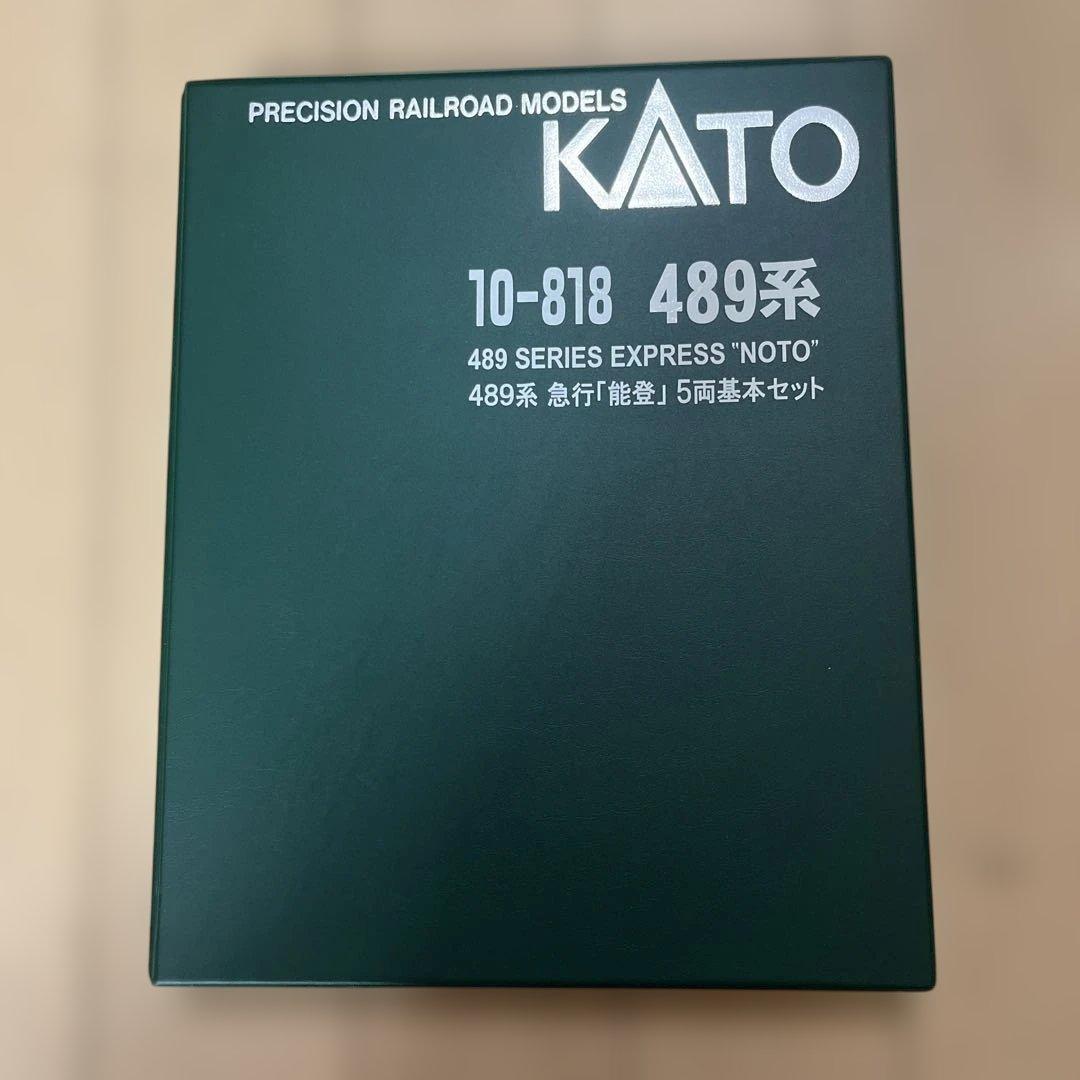 PRECISION RAILROAD MODELS
KATO
10-818 489系
489 SERIES EXPRESS "NOTO"
489系 急行「能登」 5両基本セット